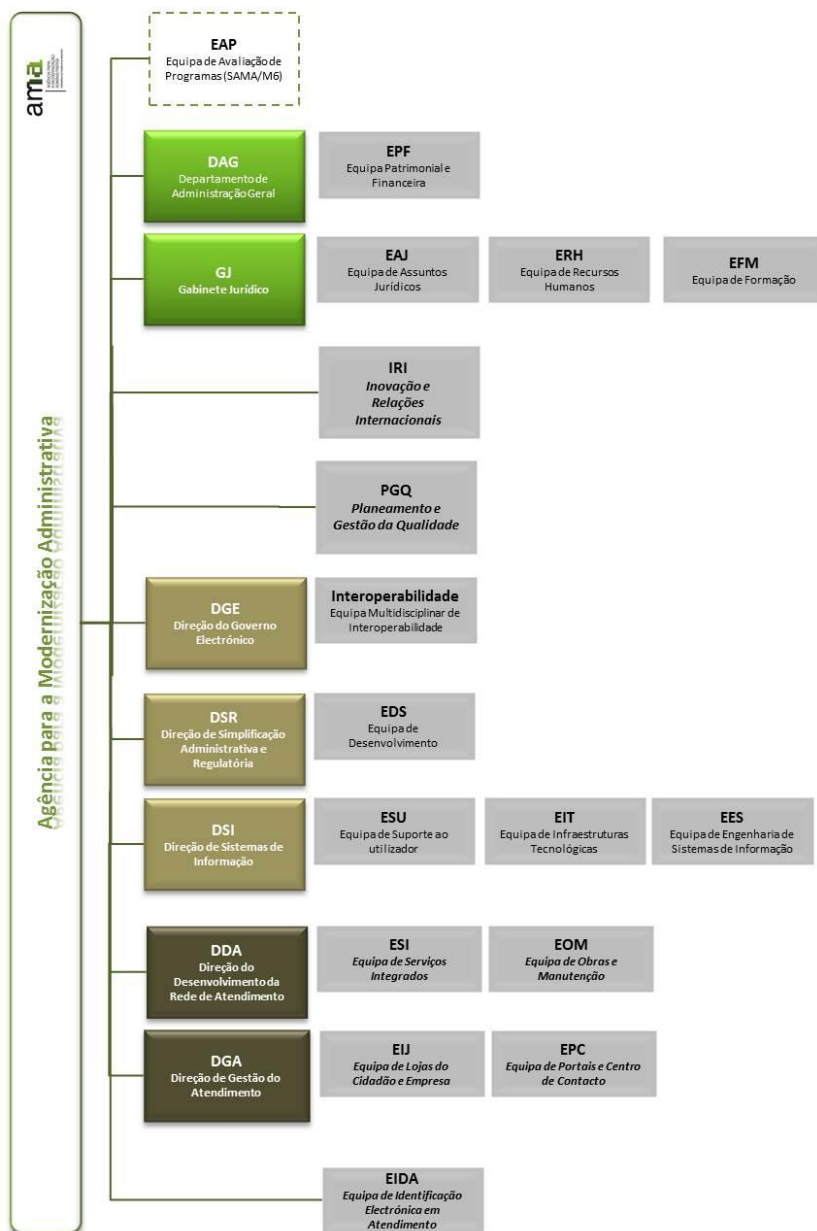 ama
Agência para a Modernização Administrativa
EAP
Equipa de Avaliação de
Programas (SAMA/M6)
DAG
Departamento de
Administração Geral
EPF
Equipa Patrimonial e
Financeira
GJ
Gabinete Jurídico
EAJ
Equipa de Assuntos
Jurídicos
ERH
Equipa de Recursos
Humanos
EFM
Equipa de Formação
IRI
Inovação e
Relações
Internacionais
PGQ
Planeamento e
Gestão da Qualidade
DGE
Direção do Governo
Electrónico
Interoperabilidade
Equipa Multidisciplinar de
Interoperabilidade
DSR
Direção de Simplificação
Administrativa e
Regulatória
EDS
Equipa de
Desenvolvimento
DSI
Direção de Sistemas de
Informação
ESU
Equipa de Suporte ao
utilizador
EIT
Equipa de Infraestruturas
Tecnológicas
EES
Equipa de Engenharia de
Sistemas de Informação
DDA
Direção do
Desenvolvimento da
Rede de Atendimento
ESI
Equipa de Serviços
Integrados
EOM
Equipa de Obras e
Manutenção
DGA
Direção de Gestão do
Atendimento
EIJ
Equipa de Lojas do
Cidadão e Empresa
EPC
Equipa de Portais e Centro
de Contacto
EIDA
Equipa de Identificação
Electrónica em
Atendimento